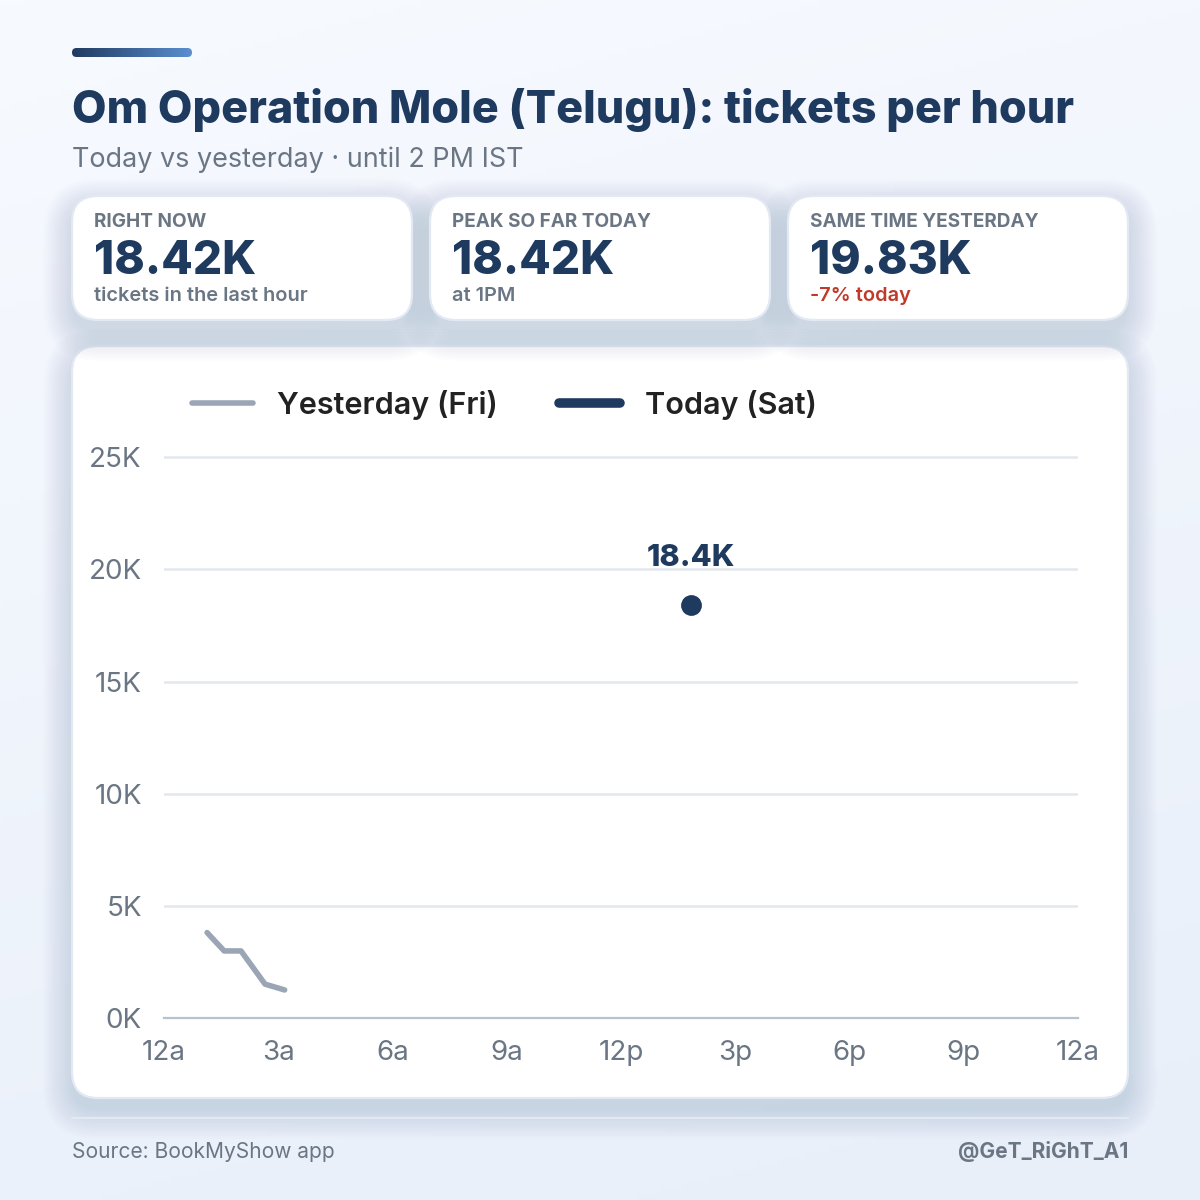 Om Operation Mole (Telugu): tickets per hour
Today vs yesterday · until 2 PM IST
RIGHT NOW
18.42K
tickets in the last hour
PEAK SO FAR TODAY
18.42K
at 1PM
SAME TIME YESTERDAY
19.83K
-7% today
Yesterday (Fri)
Today (Sat)
25K
20K
15K
10K
5K
0K
18.4K
12a
3a
6a
9a
12p
3p
6p
9p
12a
Source: BookMyShow app
@GeT_RiGhT_A1